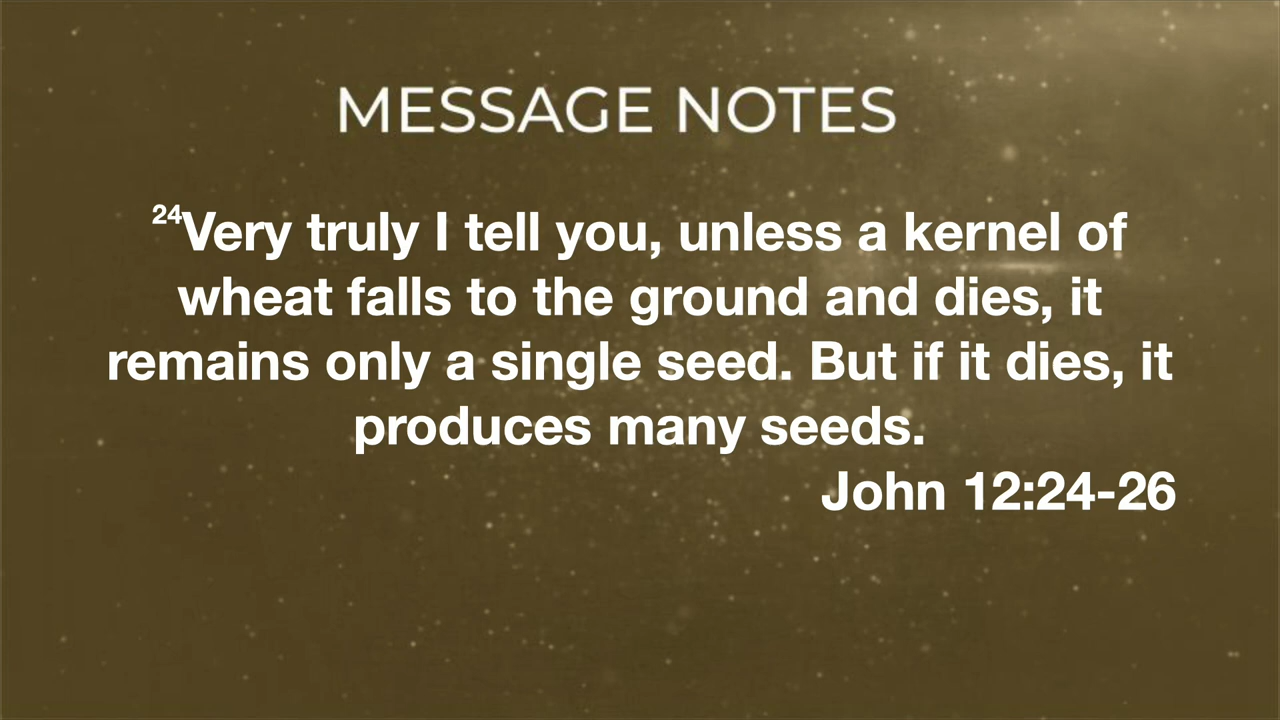 MESSAGE NOTES
24Very truly I tell you, unless a kernel of
wheat falls to the ground and dies, it
remains only a single seed. But if it dies, it
produces many seeds.
John 12:24-26